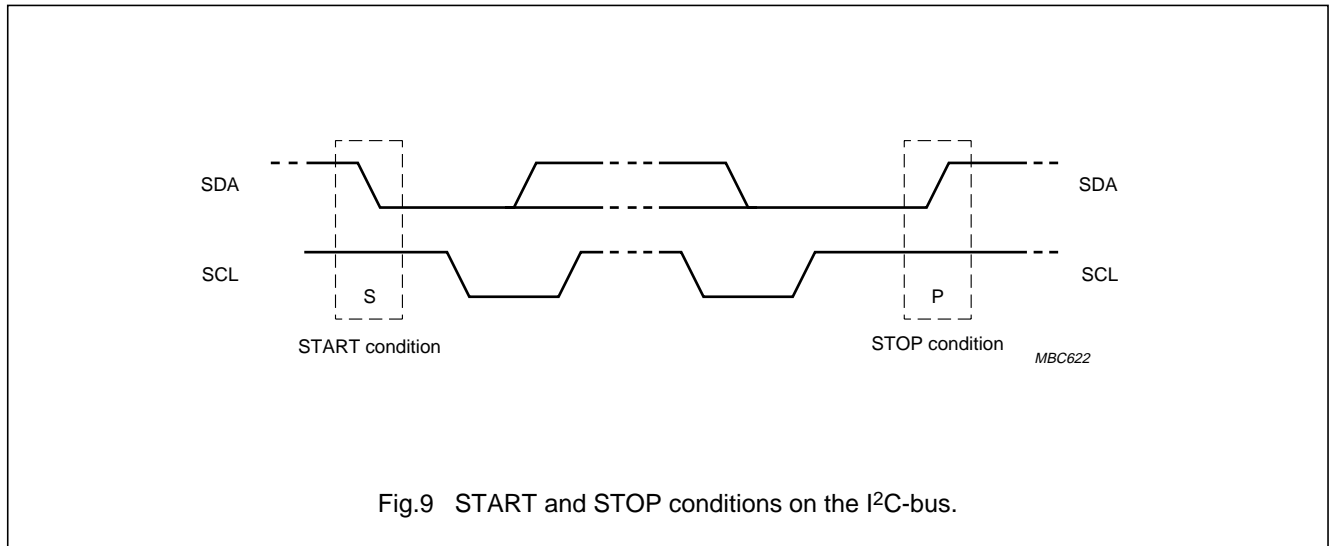 SDA
SDA
SCL
SCL
S
P
START condition
STOP condition
MBC622
Fig.9 START and STOP conditions on the I²C-bus.